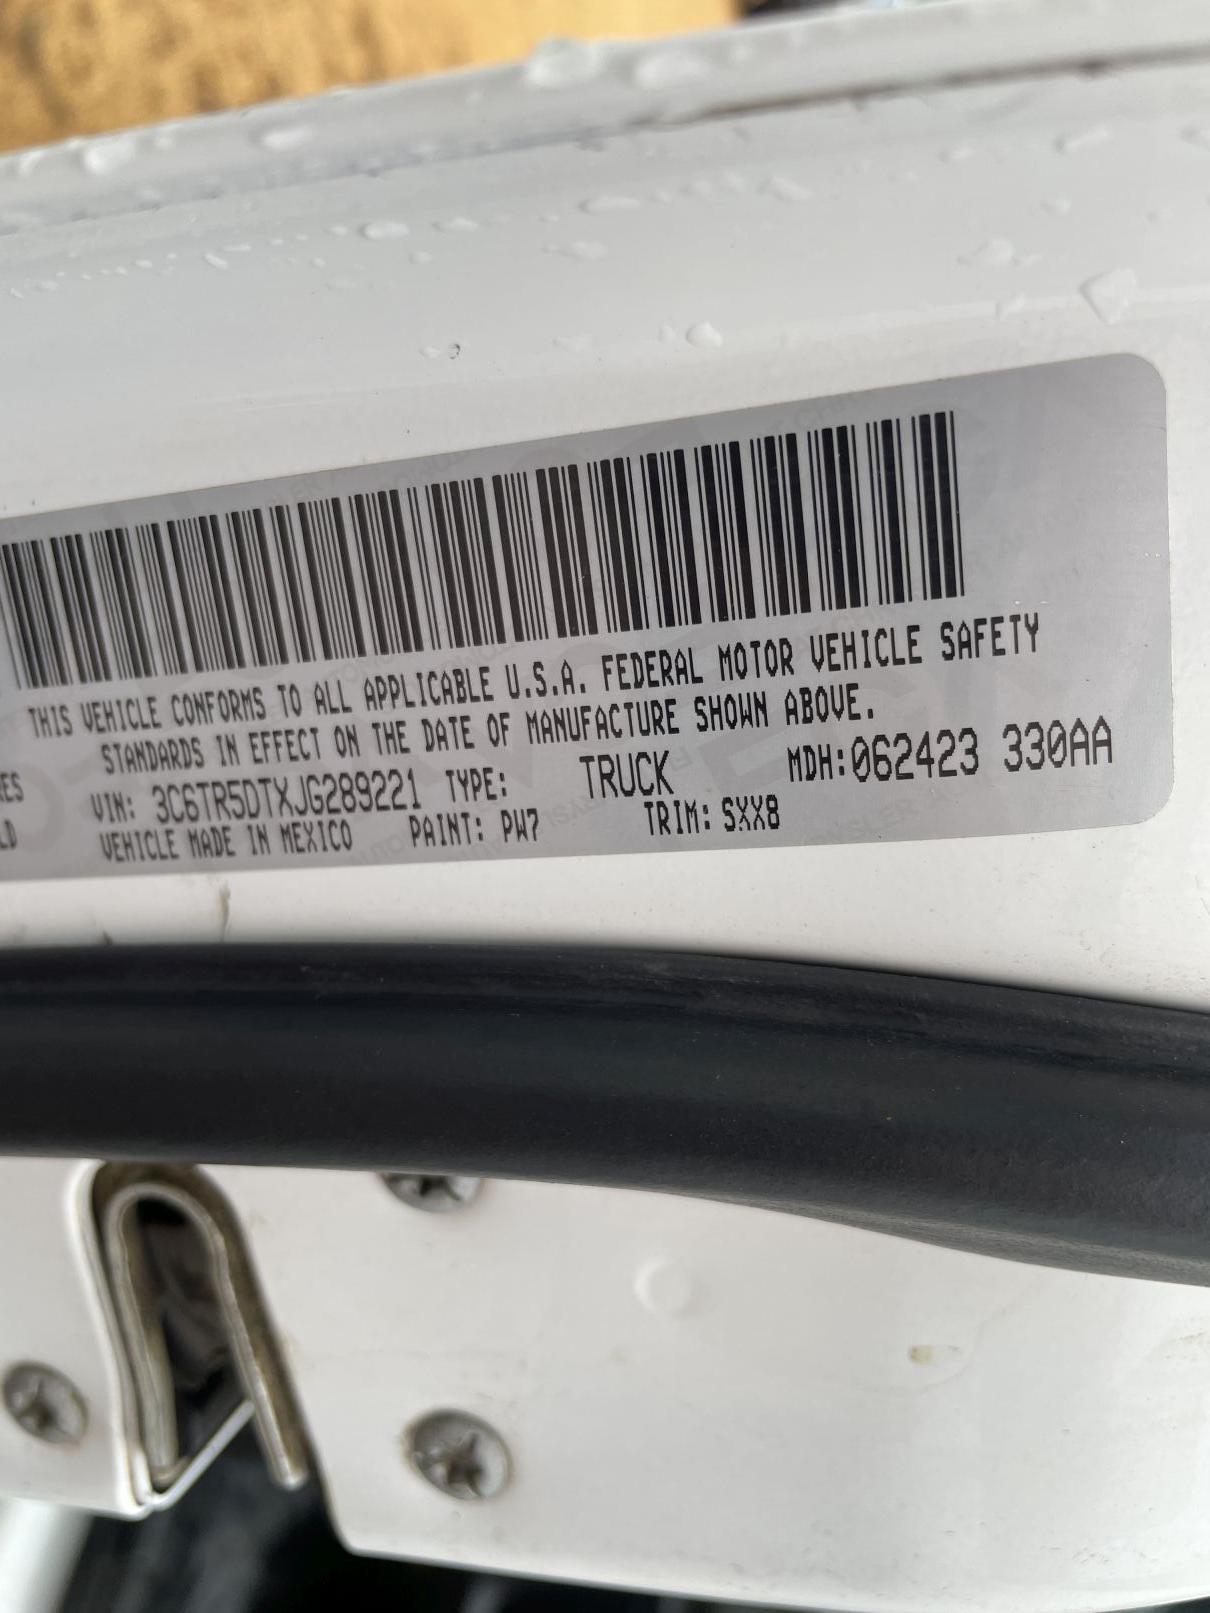 THIS VEHICLE CONFORMS TO ALL APPLICABLE U.S.A. FEDERAL MOTOR VEHICLE SAFETY
STANDARDS IN EFFECT ON THE DATE OF MANUFACTURE SHOWN ABOVE.
VIN: 3C6TR5DTXJG289221 TYPE: TRUCK MDH:062423 330AA
VEHICLE MADE IN MEXICO PAINT: PW7 TRIM: SXX8